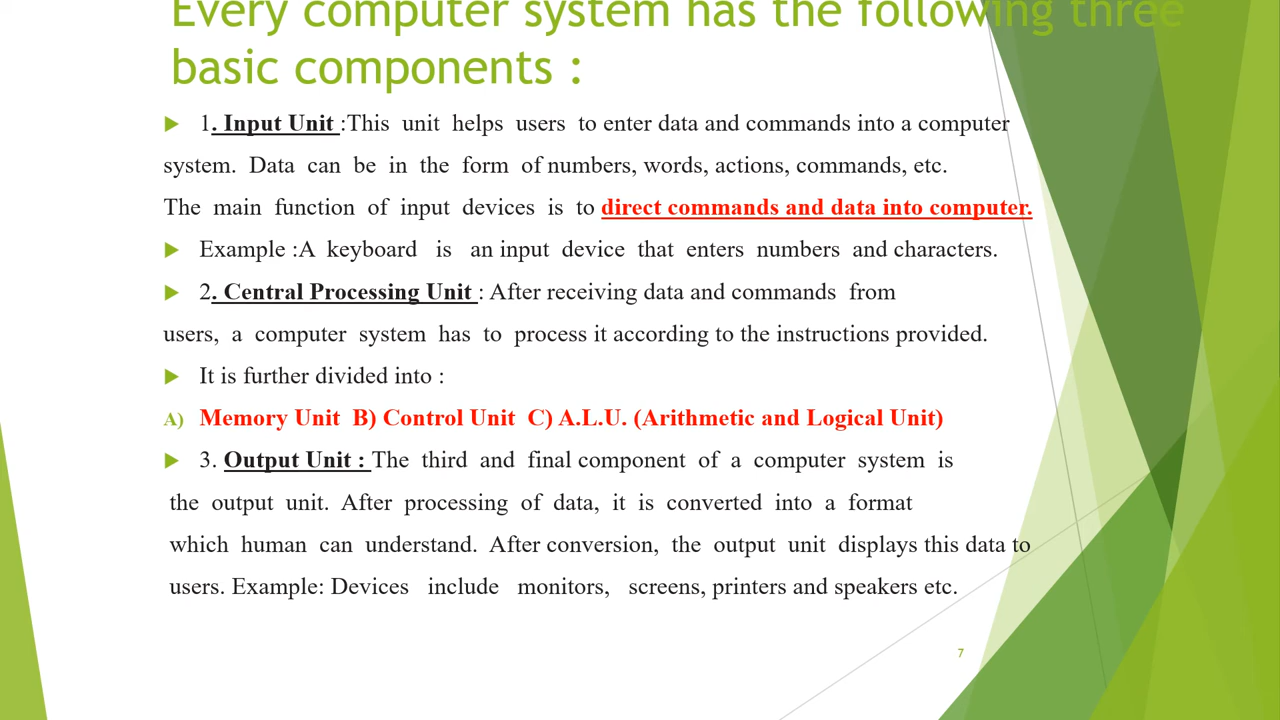 Every computer system has the following three
basic components :
1. Input Unit :This unit helps users to enter data and commands into a computer
system. Data can be in the form of numbers, words, actions, commands, etc.
The main function of input devices is to direct commands and data into computer.
Example :A keyboard is an input device that enters numbers and characters.
2. Central Processing Unit : After receiving data and commands from
users, a computer system has to process it according to the instructions provided.
It is further divided into :
A) Memory Unit B) Control Unit C) A.L.U. (Arithmetic and Logical Unit)
3. Output Unit : The third and final component of a computer system is
the output unit. After processing of data, it is converted into a format
which human can understand. After conversion, the output unit displays this data to
users. Example: Devices include monitors, screens, printers and speakers etc.
7